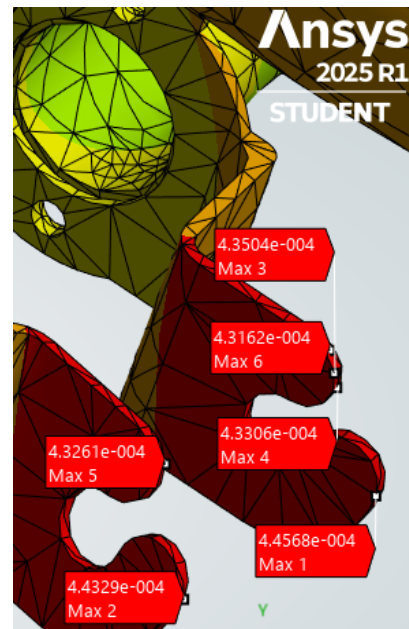 Ansys
2025 R1
STUDENT
4.3504e-004
Max 3
4.3162e-004
Max 6
4.3306e-004
Max 4
4.3261e-004
Max 5
4.4568e-004
Max 1
4.4329e-004
Max 2
Y